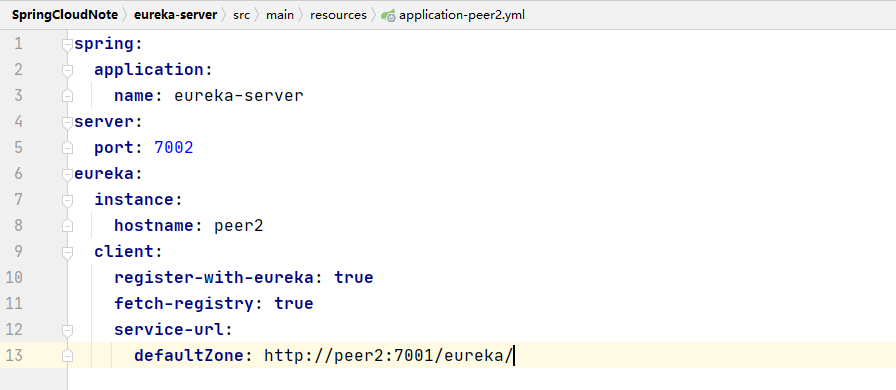 SpringCloudNote > eureka-server > src > main > resources > application-peer2.yml
1 spring:
2   application:
3     name: eureka-server
4 server:
5   port: 7002
6 eureka:
7   instance:
8     hostname: peer2
9   client:
10     register-with-eureka: true
11     fetch-registry: true
12     service-url:
13       defaultZone: http://peer2:7001/eureka/